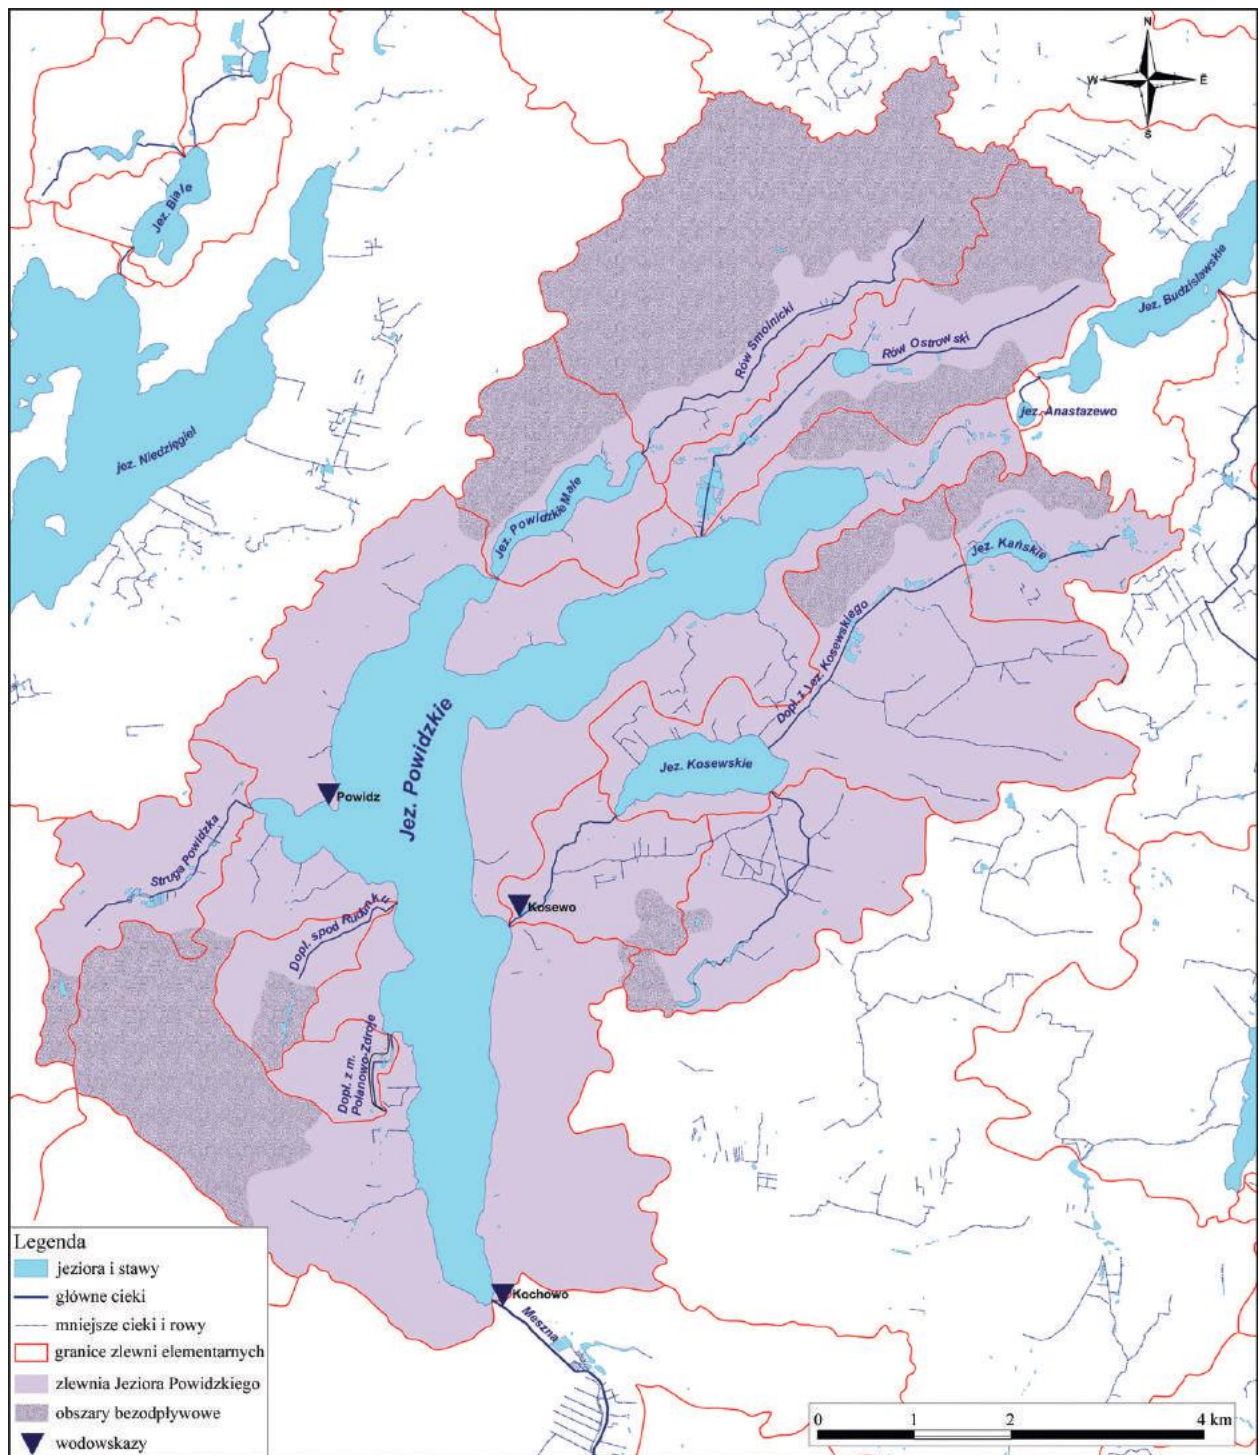 N
W
E
S
Jez. Białe
Jez. Budzisławskie
Rów Smolnicki
Rów Ostrowski
jez. Anastazewo
jez. Niedzięgiel
Jez. Powidzkie Małe
Jez. Kańskie
Dopł. z Jez. Kosewskiego
Jez. Powidzkie
Jez. Kosewskie
Powidz
Struga Powidzka
Kosewo
Dopł. spod Rudunku
Dopł. z m.
Polanowo-Zdroje
Kochowo
Meszna
Legenda
jeziora i stawy
główne cieki
mniejsze cieki i rowy
granice zlewni elementarnych
zlewnia Jeziora Powidzkiego
obszary bezodpływowe
wodowskazy
0 1 2 4 km